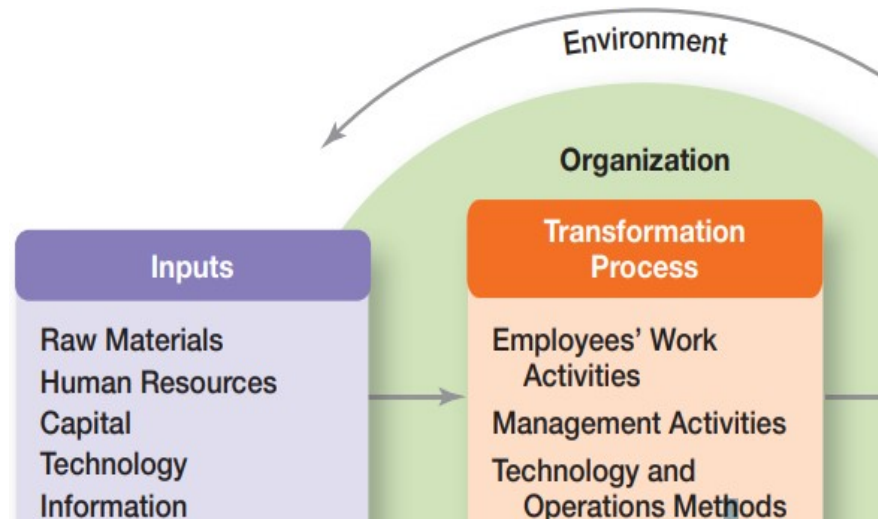 Environment
Organization
Inputs
Raw Materials
Human Resources
Capital
Technology
Information
Transformation
Process
Employees’ Work
Activities
Management Activities
Technology and
Operations Methods